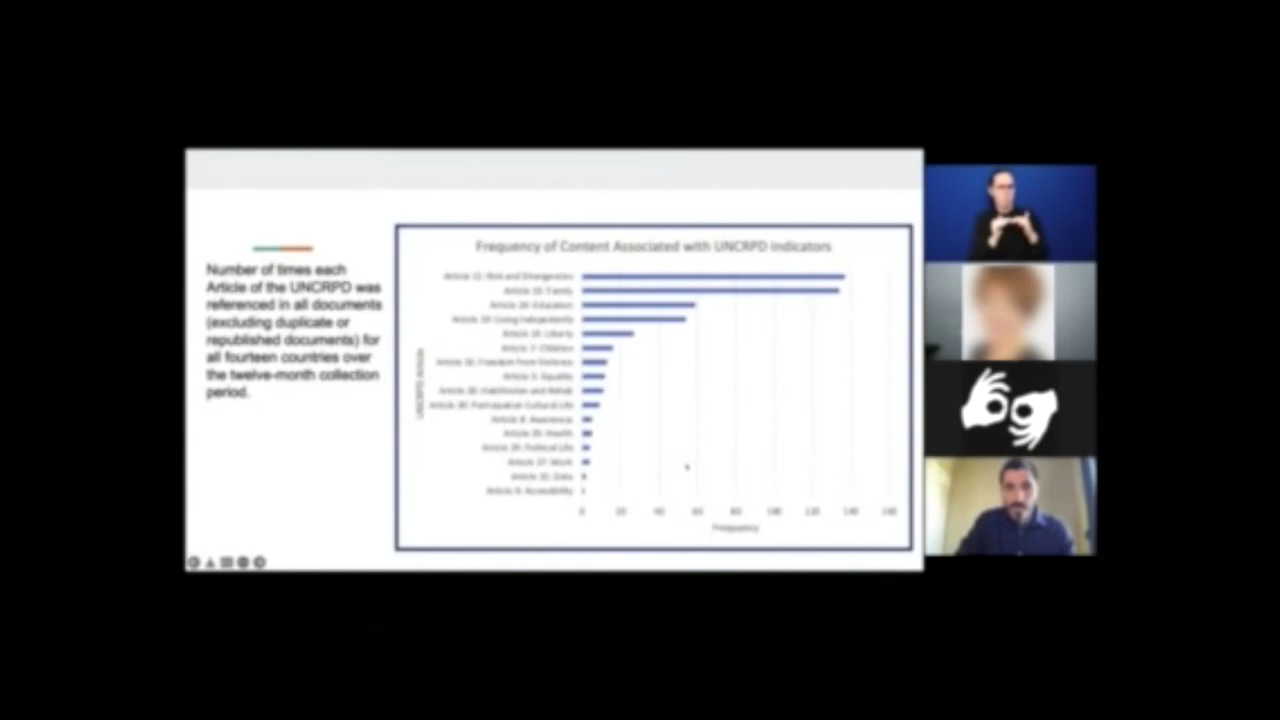 Number of times each
Article of the UNCRPD was
referenced in all documents
(excluding duplicate or
republished documents) for
all fourteen countries over
the twelve-month collection
period.
Frequency of Content Associated with UNCRPD Indicators
Article 11: Risk and Emergencies
Article 23: Family
Article 24: Education
Article 19: Living Independently
Article 14: Liberty
Article 7: Children
Article 16: Freedom from Violence
Article 5: Equality
Article 26: Habilitation and Rehab
Article 30: Participation Cultural Life
Article 8: Awareness
Article 25: Health
Article 29: Political Life
Article 27: Work
Article 31: Data
Article 9: Accessibility
UNCRPD Article
0 20 40 60 80 100 120 140 160
Frequency